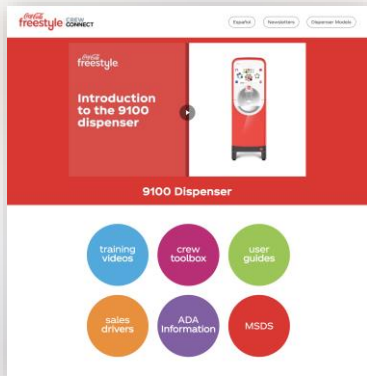 Coca-Cola
freestyle
CREW
CONNECT
Español
Newsletters
Dispenser Models
Coca-Cola
freestyle
Introduction
to the 9100
dispenser
9100 Dispenser
training
videos
crew
toolbox
user
guides
sales
drivers
ADA
Information
MSDS